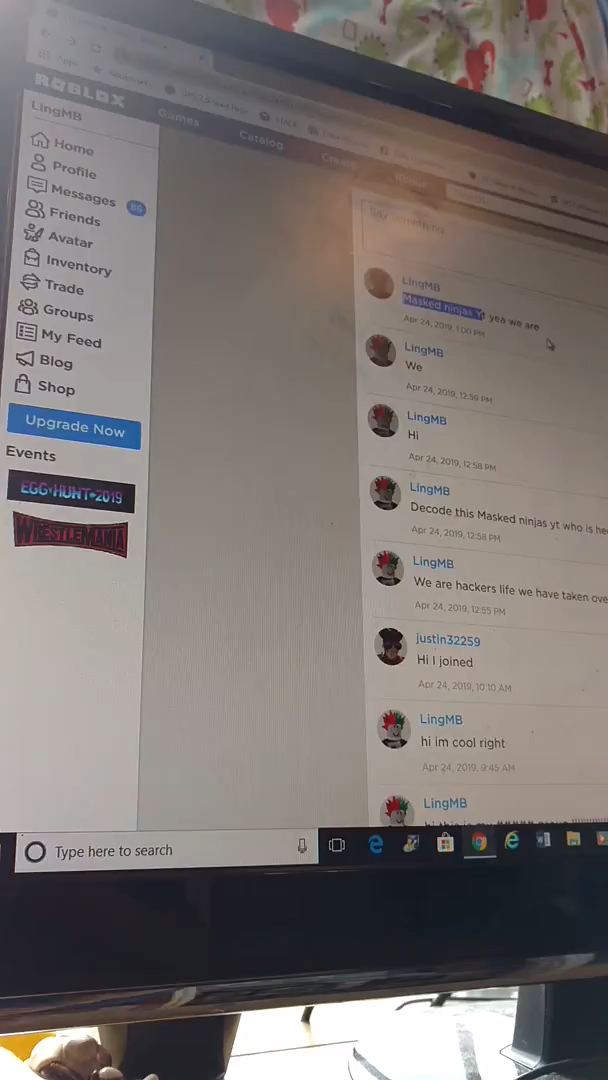 ROBLOX
Games
Catalog
LingMB
Home
Profile
Messages
Friends
Avatar
Inventory
Trade
Groups
My Feed
Blog
Shop
Upgrade Now
Events
EGG HUNT 2019
WRESTLEMANIA
LingMB
Masked ninjas Yt yea we are
Apr 24, 2019, 1:00 PM
LingMB
We
Apr 24, 2019, 12:59 PM
LingMB
Hi
Apr 24, 2019, 12:58 PM
LingMB
Decode this Masked ninjas yt who is he
Apr 24, 2019, 12:58 PM
LingMB
We are hackers life we have taken ove
Apr 24, 2019, 12:55 PM
justin32259
Hi I joined
Apr 24, 2019, 10:10 AM
LingMB
hi im cool right
Apr 24, 2019, 9:45 AM
LingMB
Type here to search